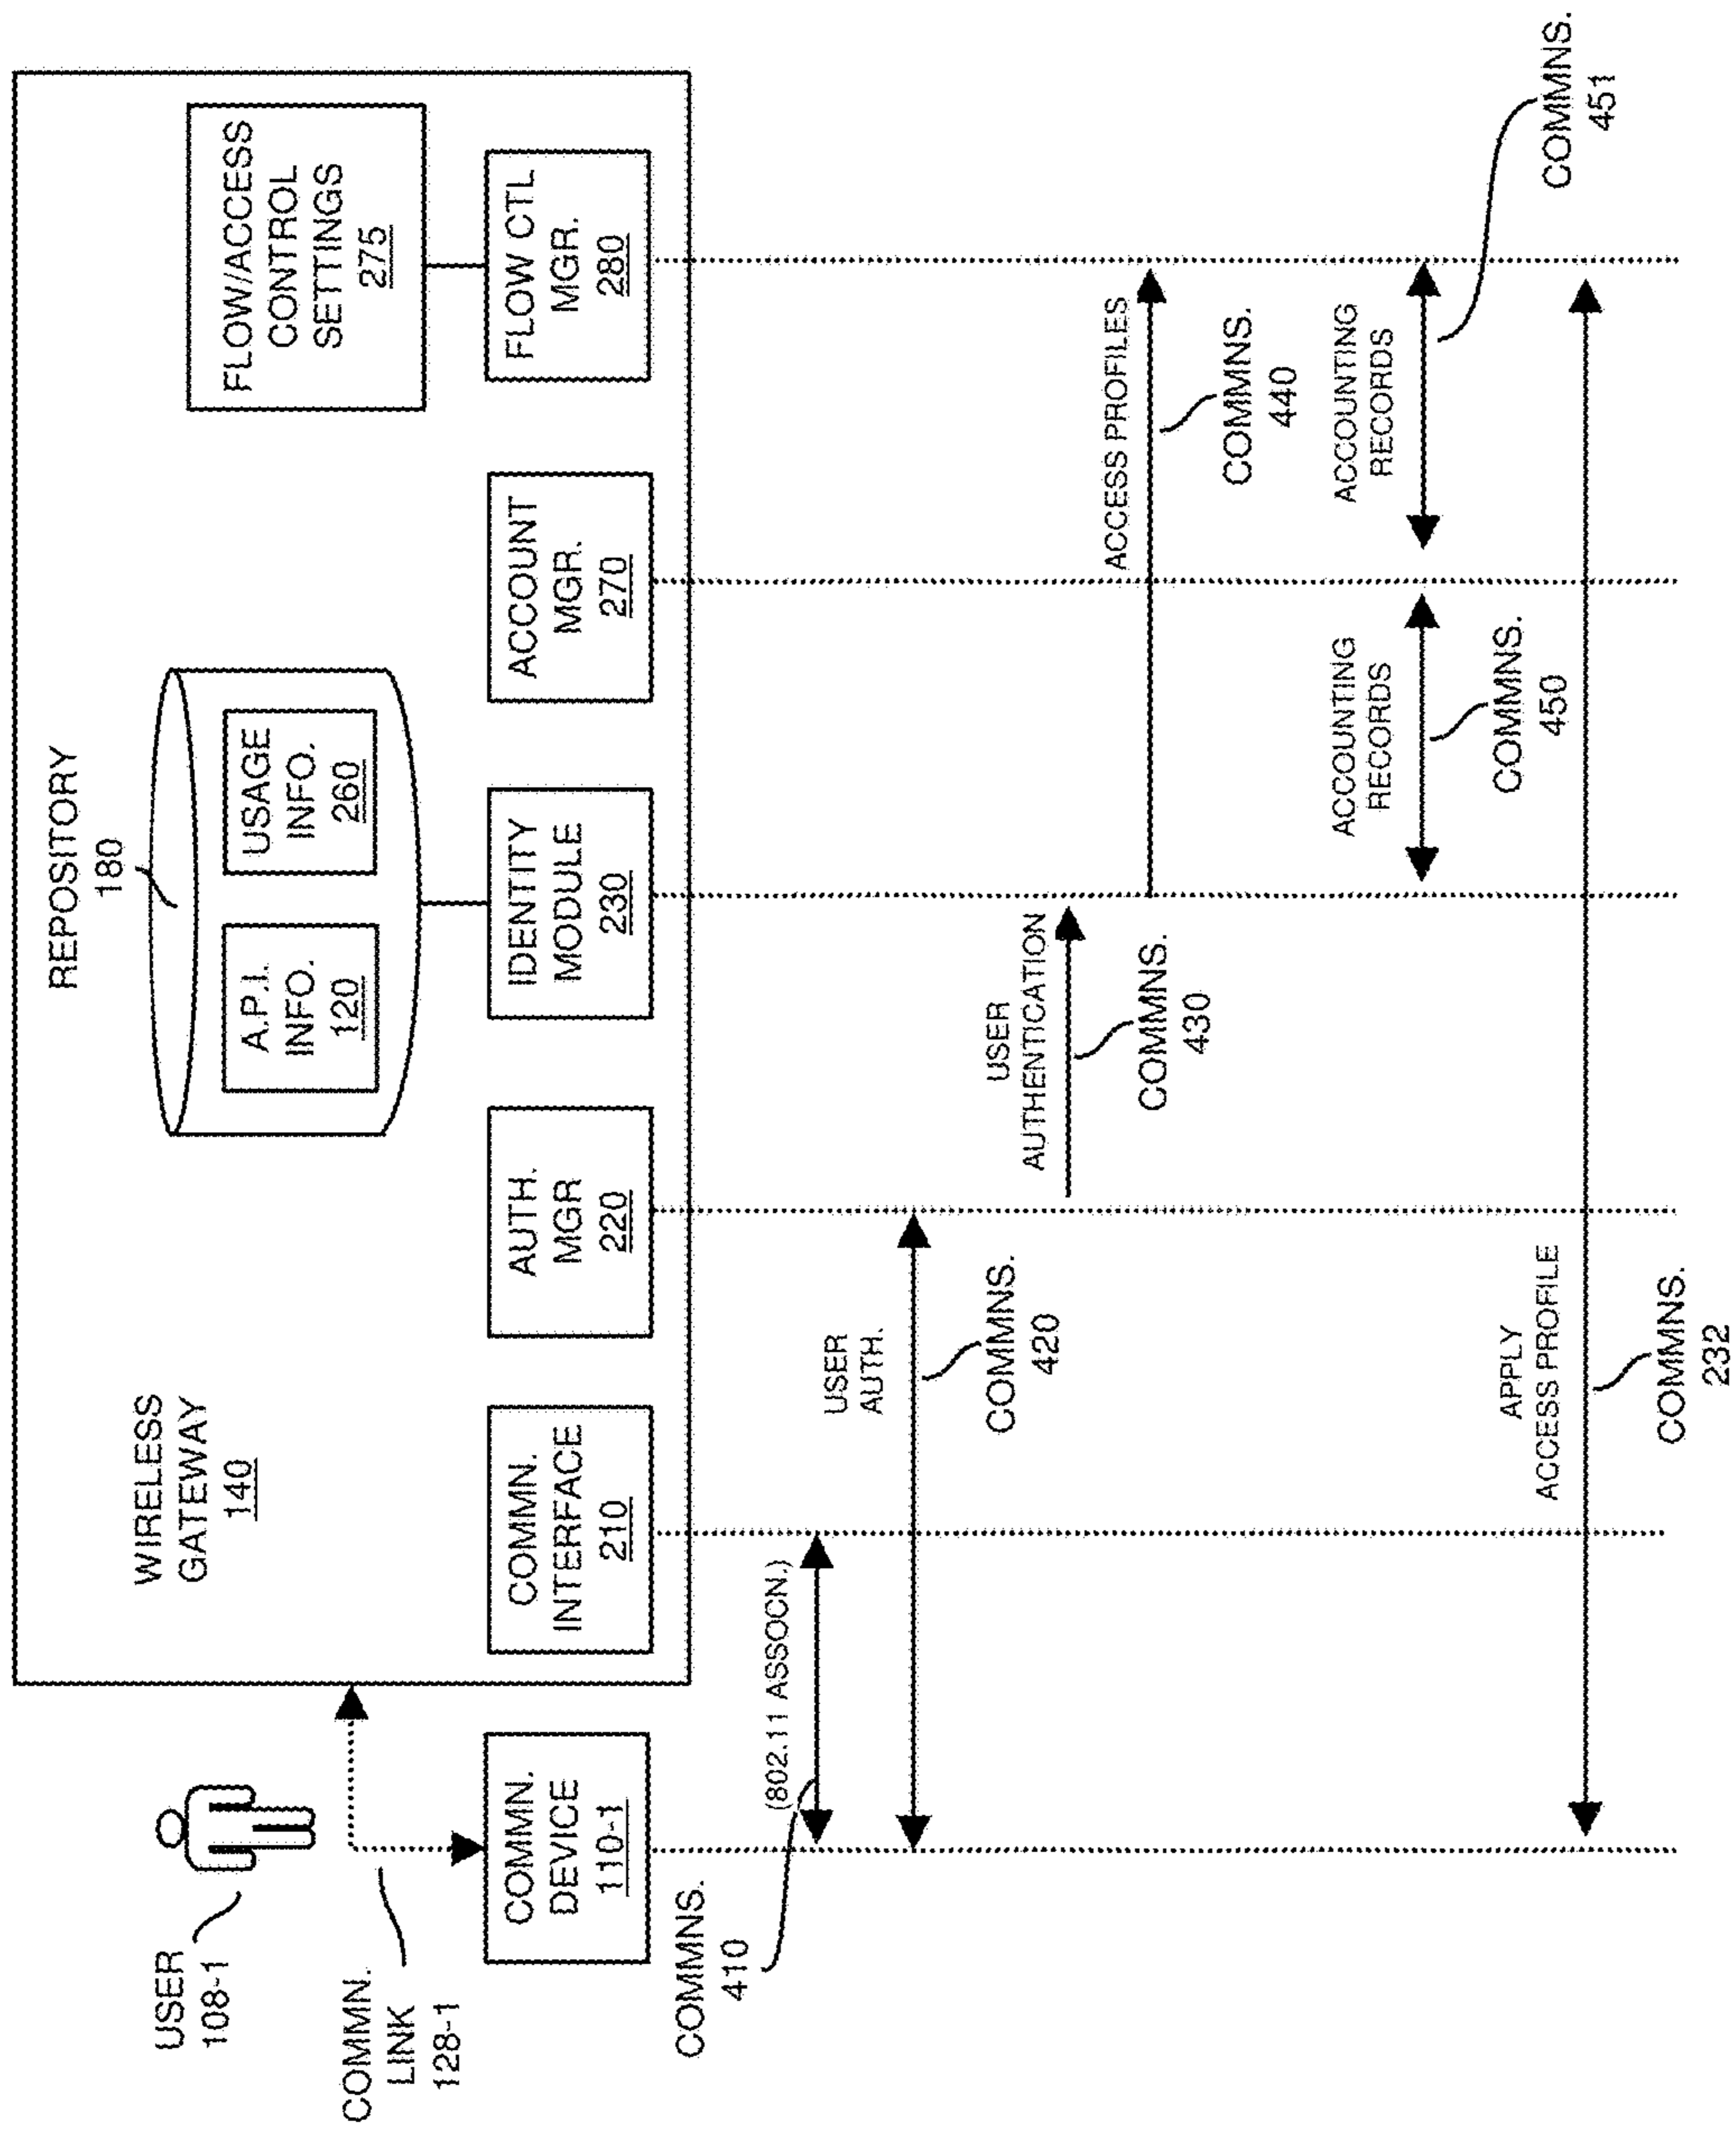 USER
108-1
COMMN.
LINK
128-1
WIRELESS
GATEWAY
140
REPOSITORY
180
A.P.I.
INFO.
120
USAGE
INFO.
260
FLOW/ACCESS
CONTROL
SETTINGS
275
COMMN.
DEVICE
110-1
COMMN.
INTERFACE
210
AUTH.
MGR
220
IDENTITY
MODULE
230
ACCOUNT
MGR.
270
FLOW CTL
MGR.
280
COMMNS.
410
(802.11 ASSOCN.)
USER
AUTH.
COMMNS.
420
USER
AUTHENTICATION
COMMNS.
430
ACCESS PROFILES
COMMNS.
440
ACCOUNTING
RECORDS
COMMNS.
450
ACCOUNTING
RECORDS
COMMNS.
451
APPLY
ACCESS PROFILE
COMMNS.
232